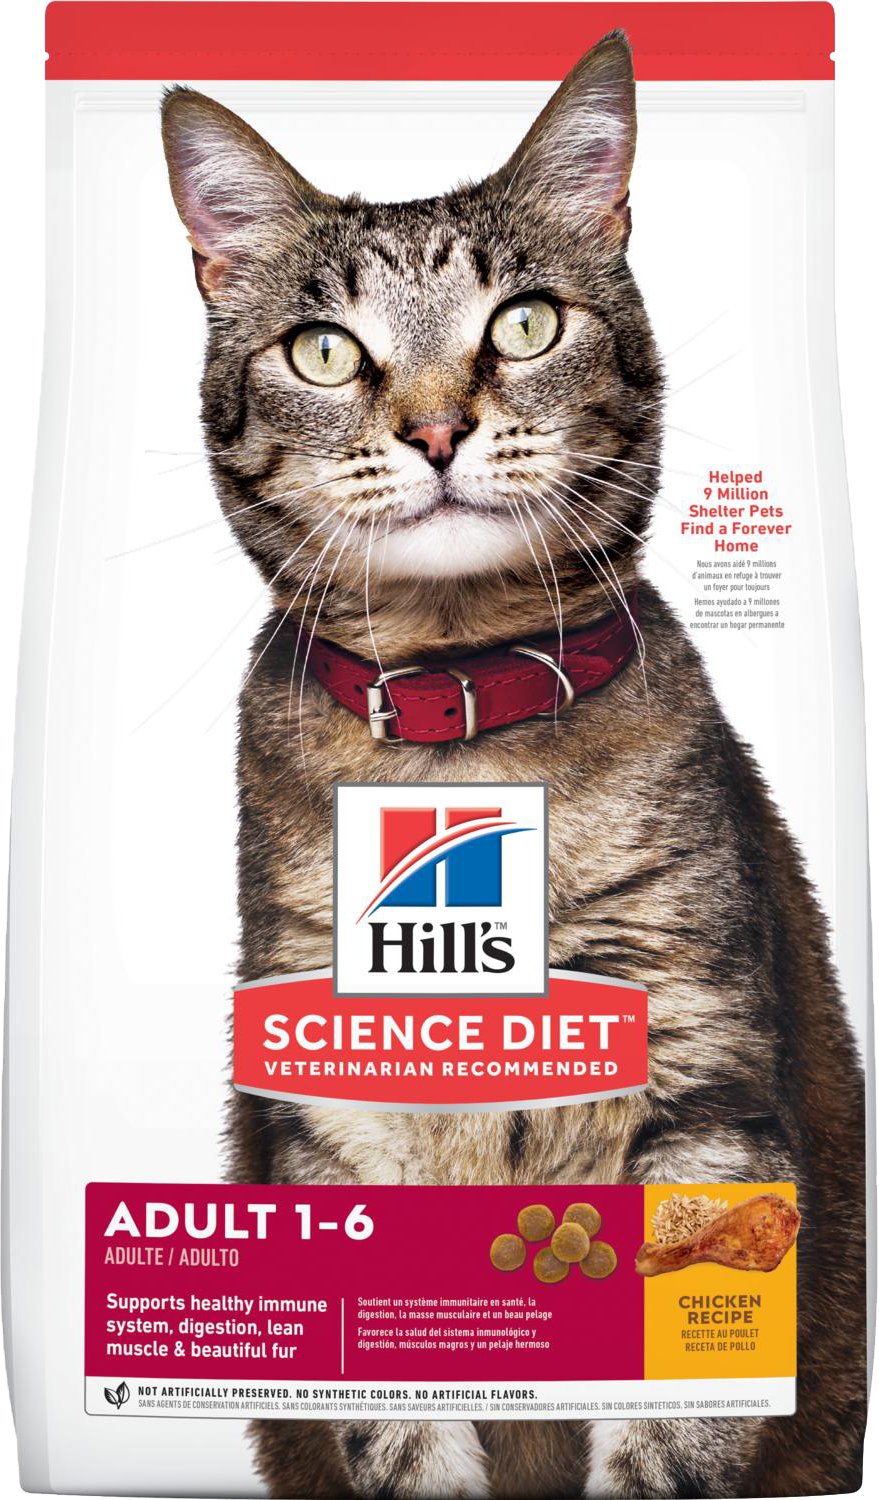 Helped
9 Million
Shelter Pets
Find a Forever
Home
Nous avons aidé 9 millions
d'animaux en refuge à trouver
un foyer pour toujours
Hemos ayudado a 9 millones
de mascotas en albergues a
encontrar un hogar permanente
Hill's™
SCIENCE DIET™
VETERINARIAN RECOMMENDED
ADULT 1-6
ADULTE / ADULTO
Supports healthy immune
system, digestion, lean
muscle & beautiful fur
Soutient un système immunitaire en santé, la
digestion, la masse musculaire et un beau pelage
Favorece la salud del sistema inmunológico y
digestión, músculos magros y un pelaje hermoso
CHICKEN
RECIPE
RECETTE AU POULET
RECETA DE POLLO
NOT ARTIFICIALLY PRESERVED. NO SYNTHETIC COLORS. NO ARTIFICIAL FLAVORS.
SANS AGENTS DE CONSERVATION ARTIFICIELS. SANS COLORANTS SYNTHÉTIQUES. SANS SAVEURS ARTIFICIELLES. / SIN CONSERVADORES ARTIFICIALES. SIN COLORES SINTETICOS. SIN SABORES ARTIFICIALES.